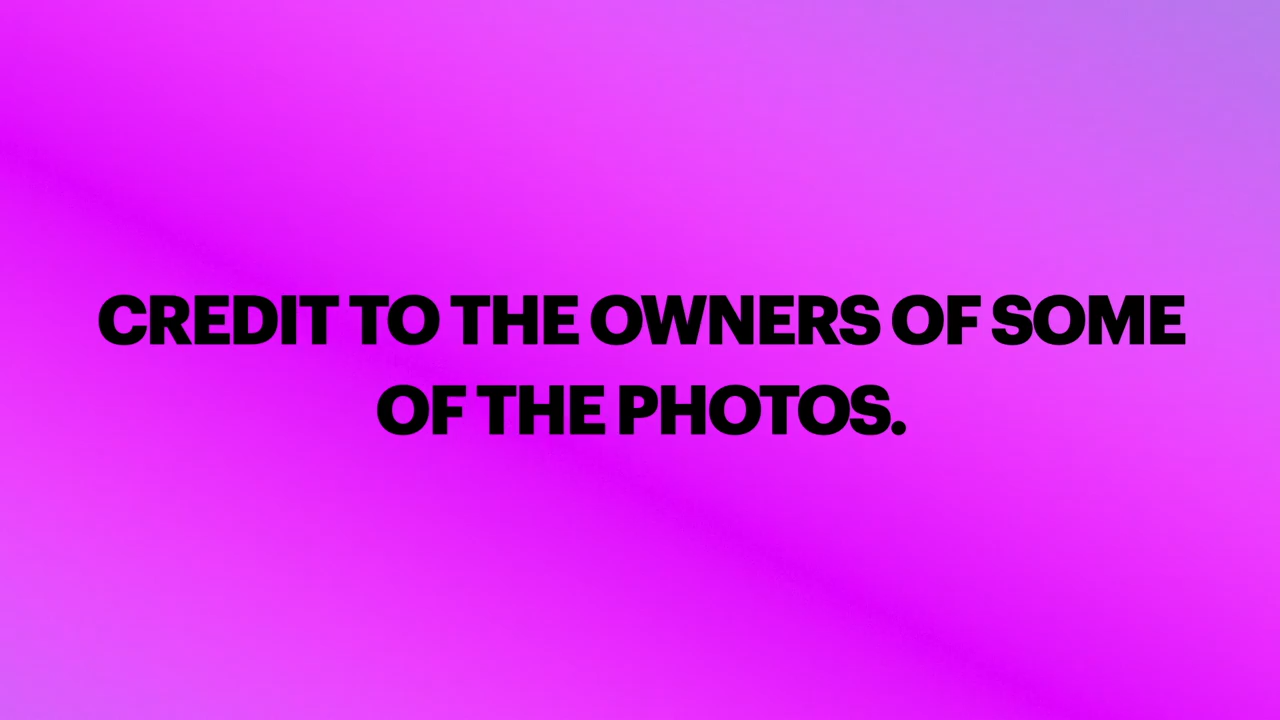 CREDIT TO THE OWNERS OF SOME
OF THE PHOTOS.